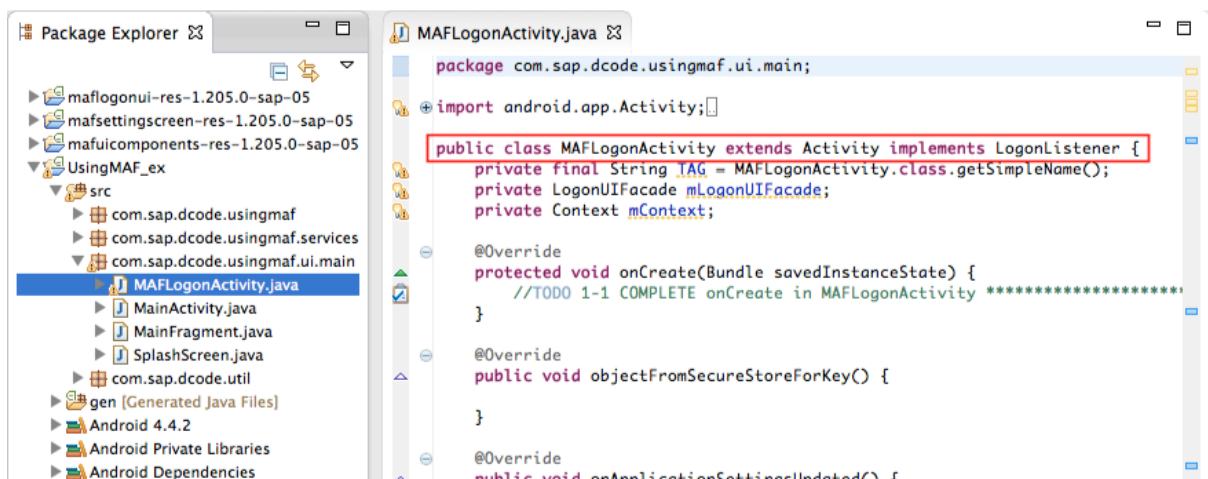 Package Explorer
maflogonui-res-1.205.0-sap-05
mafsettingscreen-res-1.205.0-sap-05
mafuicomponents-res-1.205.0-sap-05
UsingMAF_ex
src
com.sap.dcode.usingmaf
com.sap.dcode.usingmaf.services
com.sap.dcode.usingmaf.ui.main
MAFLogonActivity.java
MainActivity.java
MainFragment.java
SplashScreen.java
com.sap.dcode.util
gen [Generated Java Files]
Android 4.4.2
Android Private Libraries
Android Dependencies
MAFLogonActivity.java
package com.sap.dcode.usingmaf.ui.main;
import android.app.Activity;
public class MAFLogonActivity extends Activity implements LogonListener {
private final String TAG = MAFLogonActivity.class.getSimpleName();
private LogonUIFacade mLogonUIFacade;
private Context mContext;
@Override
protected void onCreate(Bundle savedInstanceState) {
//TODO 1-1 COMPLETE onCreate in MAFLogonActivity *********************
}
@Override
public void objectFromSecureStoreForKey() {
}
@Override
public void onApplicationSettingsUpdated() {